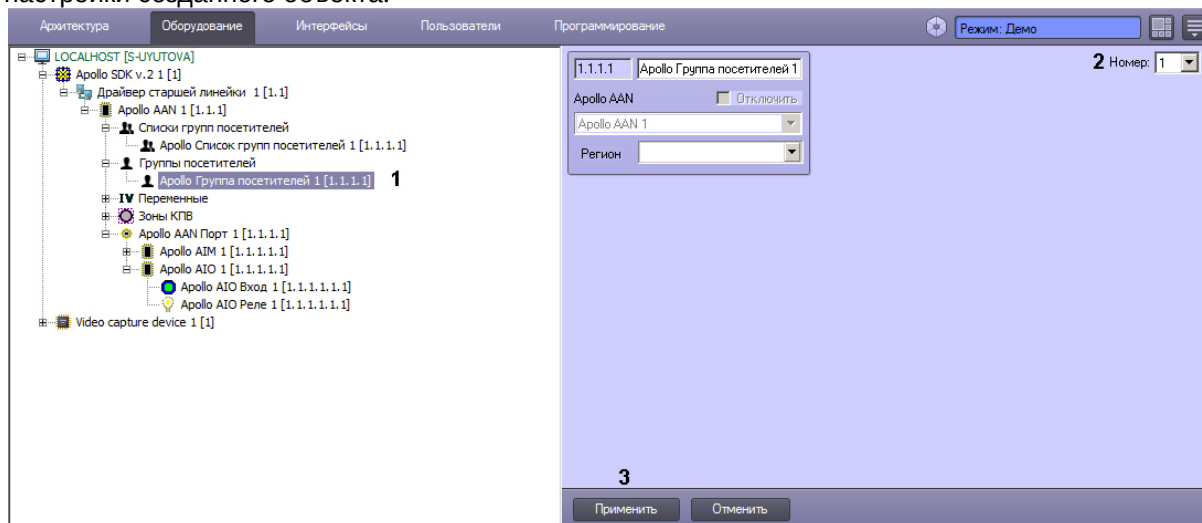 настройки созданного объекта.
Архитектура Оборудование Интерфейсы Пользователи Программирование Режим: Демо
LOCALHOST [S-UYUTOVA]
Apollo SDK v.2 1 [1]
Драйвер старшей линейки 1 [1.1]
Apollo AAN 1 [1.1.1]
Списки групп посетителей
Apollo Список групп посетителей 1 [1.1.1.1]
Группы посетителей
Apollo Группа посетителей 1 [1.1.1.1] 1
IV Переменные
Зоны КПВ
Apollo AAN Порт 1 [1.1.1.1]
Apollo AIM 1 [1.1.1.1.1]
Apollo AIO 1 [1.1.1.1.1]
Apollo AIO Вход 1 [1.1.1.1.1.1]
Apollo AIO Реле 1 [1.1.1.1.1.1]
Video capture device 1 [1]
1.1.1.1 Apollo Группа посетителей 1
2 Номер: 1
Apollo AAN Отключить
Apollo AAN 1
Регион
3
Применить Отменить